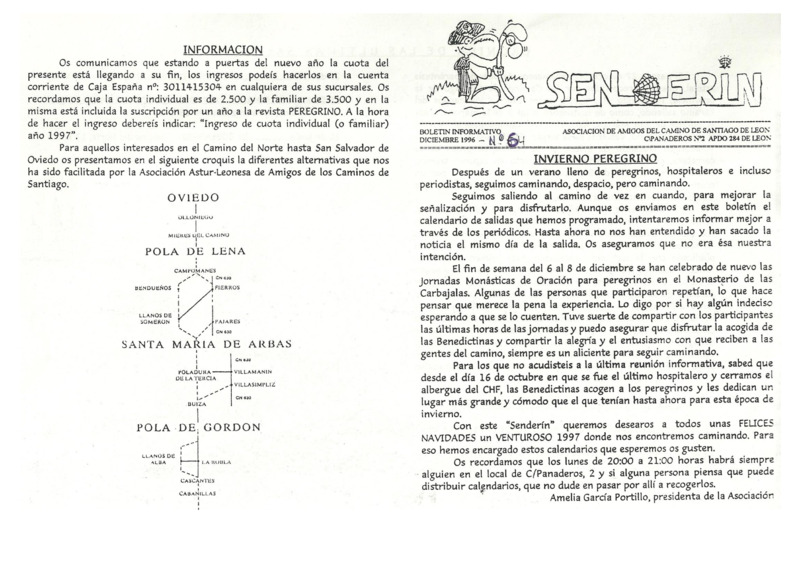 INFORMACION
Os comunicamos que estando a puertas del nuevo año la cuota del
presente está llegando a su fin, los ingresos podeís hacerlos en la cuenta
corriente de Caja España nº: 3011415304 en cualquiera de sus sucursales. Os
recordamos que la cuota individual es de 2.500 y la familiar de 3.500 y en la
misma está incluida la suscripción por un año a la revista PEREGRINO. A la hora
de hacer el ingreso debereís indicar: "Ingreso de cuota individual (o familiar)
año 1997".
Para aquellos interesados en el Camino del Norte hasta San Salvador de
Oviedo os presentamos en el siguiente croquis la diferentes alternativas que nos
ha sido facilitada por la Asociación Astur-Leonesa de Amigos de los Caminos de
Santiago.
OVIEDO
OLLONIEGO
MIERES DEL CAMINO
POLA DE LENA
CAMPOMANES
CN 630
BENDUEÑOS
FIERROS
LLANOS DE
SOMERON
PAJARES
CN 630
SANTA MARIA DE ARBAS
CN 630
POLADURA
DE LA TERCIA
VILLAMANIN
VILLASIMPLIZ
CN 630
BUIZA
POLA DE GORDON
LLANOS DE
ALBA
LA ROBLA
CASCANTES
CABANILLAS
SENDERIN
BOLETIN INFORMATIVO
DICIEMBRE 1996 - Nº 64
ASOCIACION DE AMIGOS DEL CAMINO DE SANTIAGO DE LEON
C\PANADEROS Nº2 APDO 284 DE LEON
INVIERNO PEREGRINO
Después de un verano lleno de peregrinos, hospitaleros e incluso
periodistas, seguimos caminando, despacio, pero caminando.
Seguimos saliendo al camino de vez en cuando, para mejorar la
señalización y para disfrutarlo. Aunque os enviamos en este boletín el
calendario de salidas que hemos programado, intentaremos informar mejor a
través de los periódicos. Hasta ahora no nos han entendido y han sacado la
noticia el mismo día de la salida. Os aseguramos que no era ésa nuestra
intención.
El fin de semana del 6 al 8 de diciembre se han celebrado de nuevo las
Jornadas Monásticas de Oración para peregrinos en el Monasterio de las
Carbajalas. Algunas de las personas que participaron repetían, lo que hace
pensar que merece la pena la experiencia. Lo digo por si hay algún indeciso
esperando a que se lo cuenten. Tuve suerte de compartir con los participantes
las últimas horas de las jornadas y puedo asegurar que disfrutar la acogida de
las Benedictinas y compartir la alegría y el entusiasmo con que reciben a las
gentes del camino, siempre es un aliciente para seguir caminando.
Para los que no acudisteis a la última reunión informativa, sabed que
desde el día 16 de octubre en que se fue el último hospitalero y cerramos el
albergue del CHF, las Benedictinas acogen a los peregrinos y les dedican un
lugar más grande y cómodo que el que tenían hasta ahora para esta época de
invierno.
Con este "Senderín" queremos desearos a todos unas FELICES
NAVIDADES un VENTUROSO 1997 donde nos encontremos caminando. Para
eso hemos encargado estos calendarios que esperemos os gusten.
Os recordamos que los lunes de 20:00 a 21:00 horas habrá siempre
alguien en el local de C/Panaderos, 2 y si alguna persona piensa que puede
distribuir calendarios, que no dude en pasar por allí a recogerlos.
Amelia García Portillo, presidenta de la Asociación